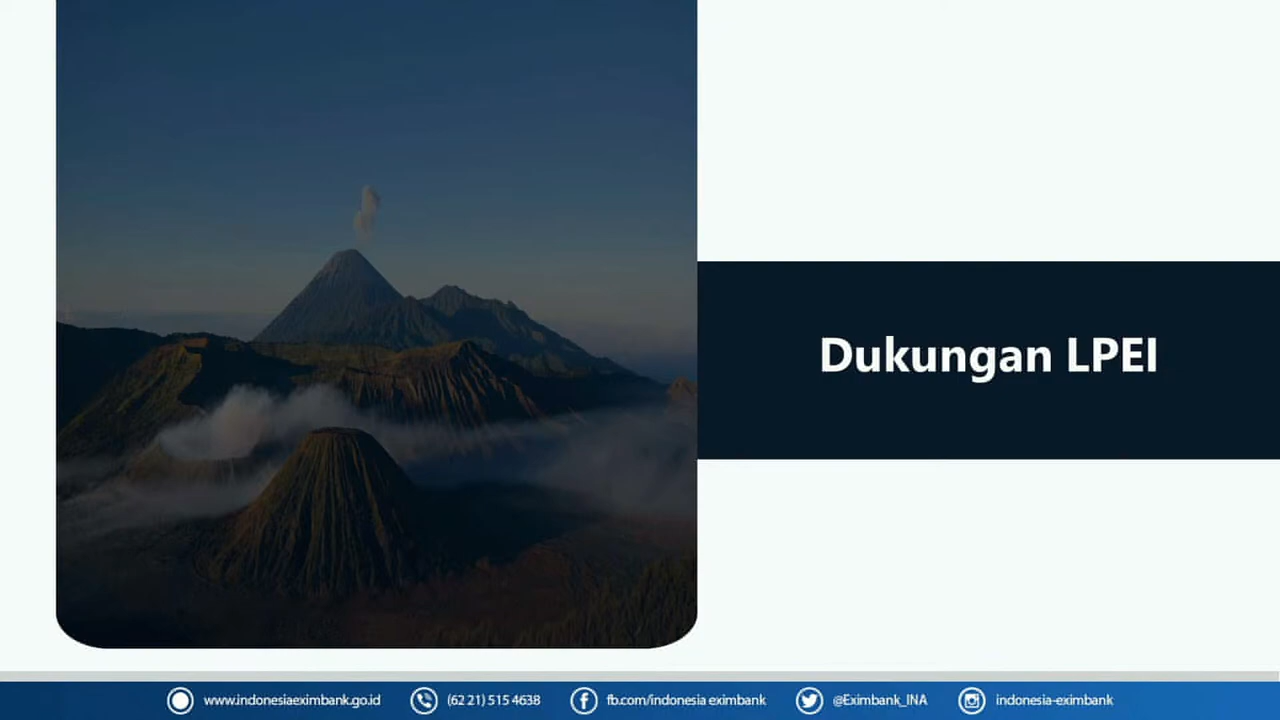 Dukungan LPEI
www.indonesiaeximbank.go.id
(62 21) 515 4638
fb.com/indonesia eximbank
@Eximbank_INA
indonesia-eximbank